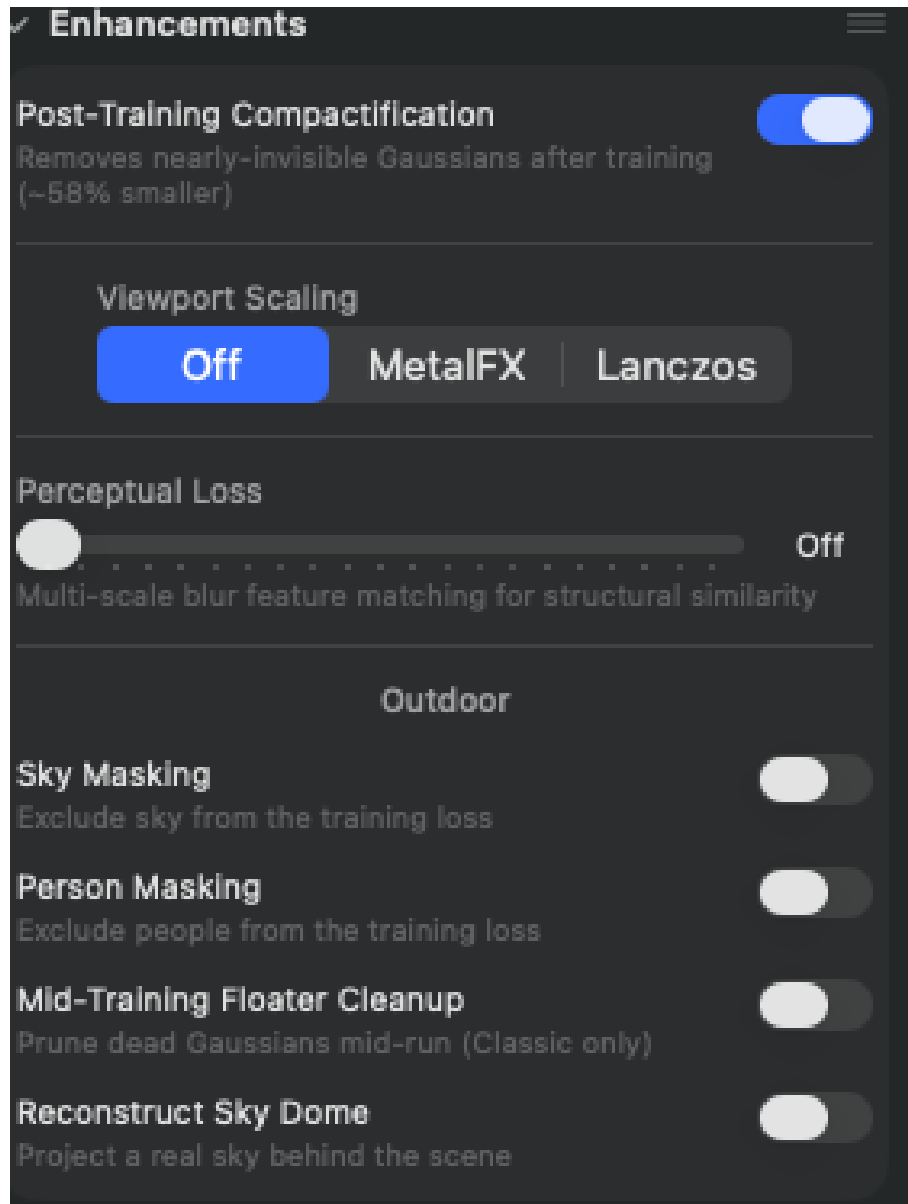 Enhancements
Post-Training Compactification
Removes nearly-invisible Gaussians after training
(~58% smaller)
Viewport Scaling
Off MetalFX Lanczos
Perceptual Loss
Off
Multi-scale blur feature matching for structural similarity
Outdoor
Sky Masking
Exclude sky from the training loss
Person Masking
Exclude people from the training loss
Mid-Training Floater Cleanup
Prune dead Gaussians mid-run (Classic only)
Reconstruct Sky Dome
Project a real sky behind the scene